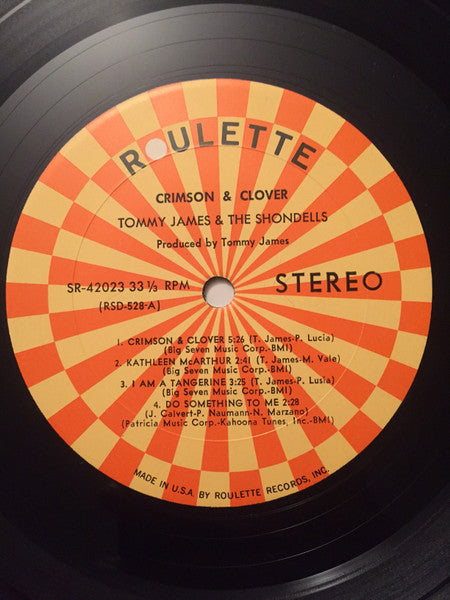 ROULETTE
CRIMSON & CLOVER
TOMMY JAMES & THE SHONDELLS
Produced by Tommy James
SR-42023 33 ⅓ RPM
(RSD-528-A)
STEREO
1. CRIMSON & CLOVER 5:26 (T. James-P. Lucia)
(Big Seven Music Corp.-BMI)
2. KATHLEEN McARTHUR 2:41 (T. James-M. Vale)
(Big Seven Music Corp.-BMI)
3. I AM A TANGERINE 3:25 (T. James-P. Lusia)
(Big Seven Music Corp.-BMI)
4. DO SOMETHING TO ME 2:28
(J. Calvert-P. Naumann-N. Marzano)
(Patricia Music Corp-Kahoona Tunes, Inc.-BMI)
MADE IN U.S.A. BY ROULETTE RECORDS, INC.